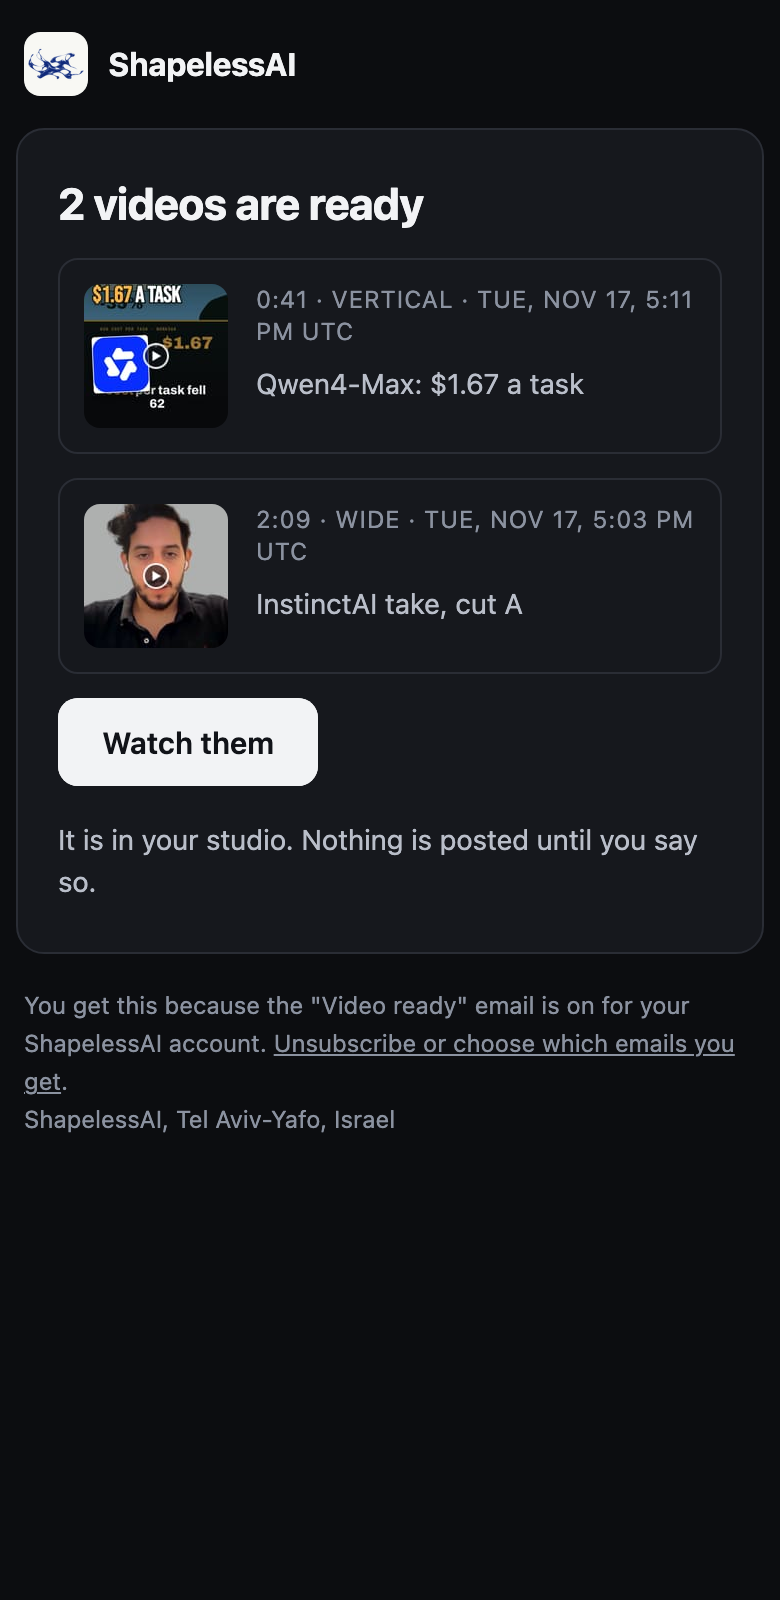 ShapelessAI
2 videos are ready
$1.67 A TASK
$1.67
r task fell
62
0:41 · VERTICAL · TUE, NOV 17, 5:11
PM UTC
Qwen4-Max: $1.67 a task
2:09 · WIDE · TUE, NOV 17, 5:03 PM
UTC
InstinctAI take, cut A
Watch them
It is in your studio. Nothing is posted until you say
so.
You get this because the "Video ready" email is on for your
ShapelessAI account. Unsubscribe or choose which emails you
get.
ShapelessAI, Tel Aviv-Yafo, Israel